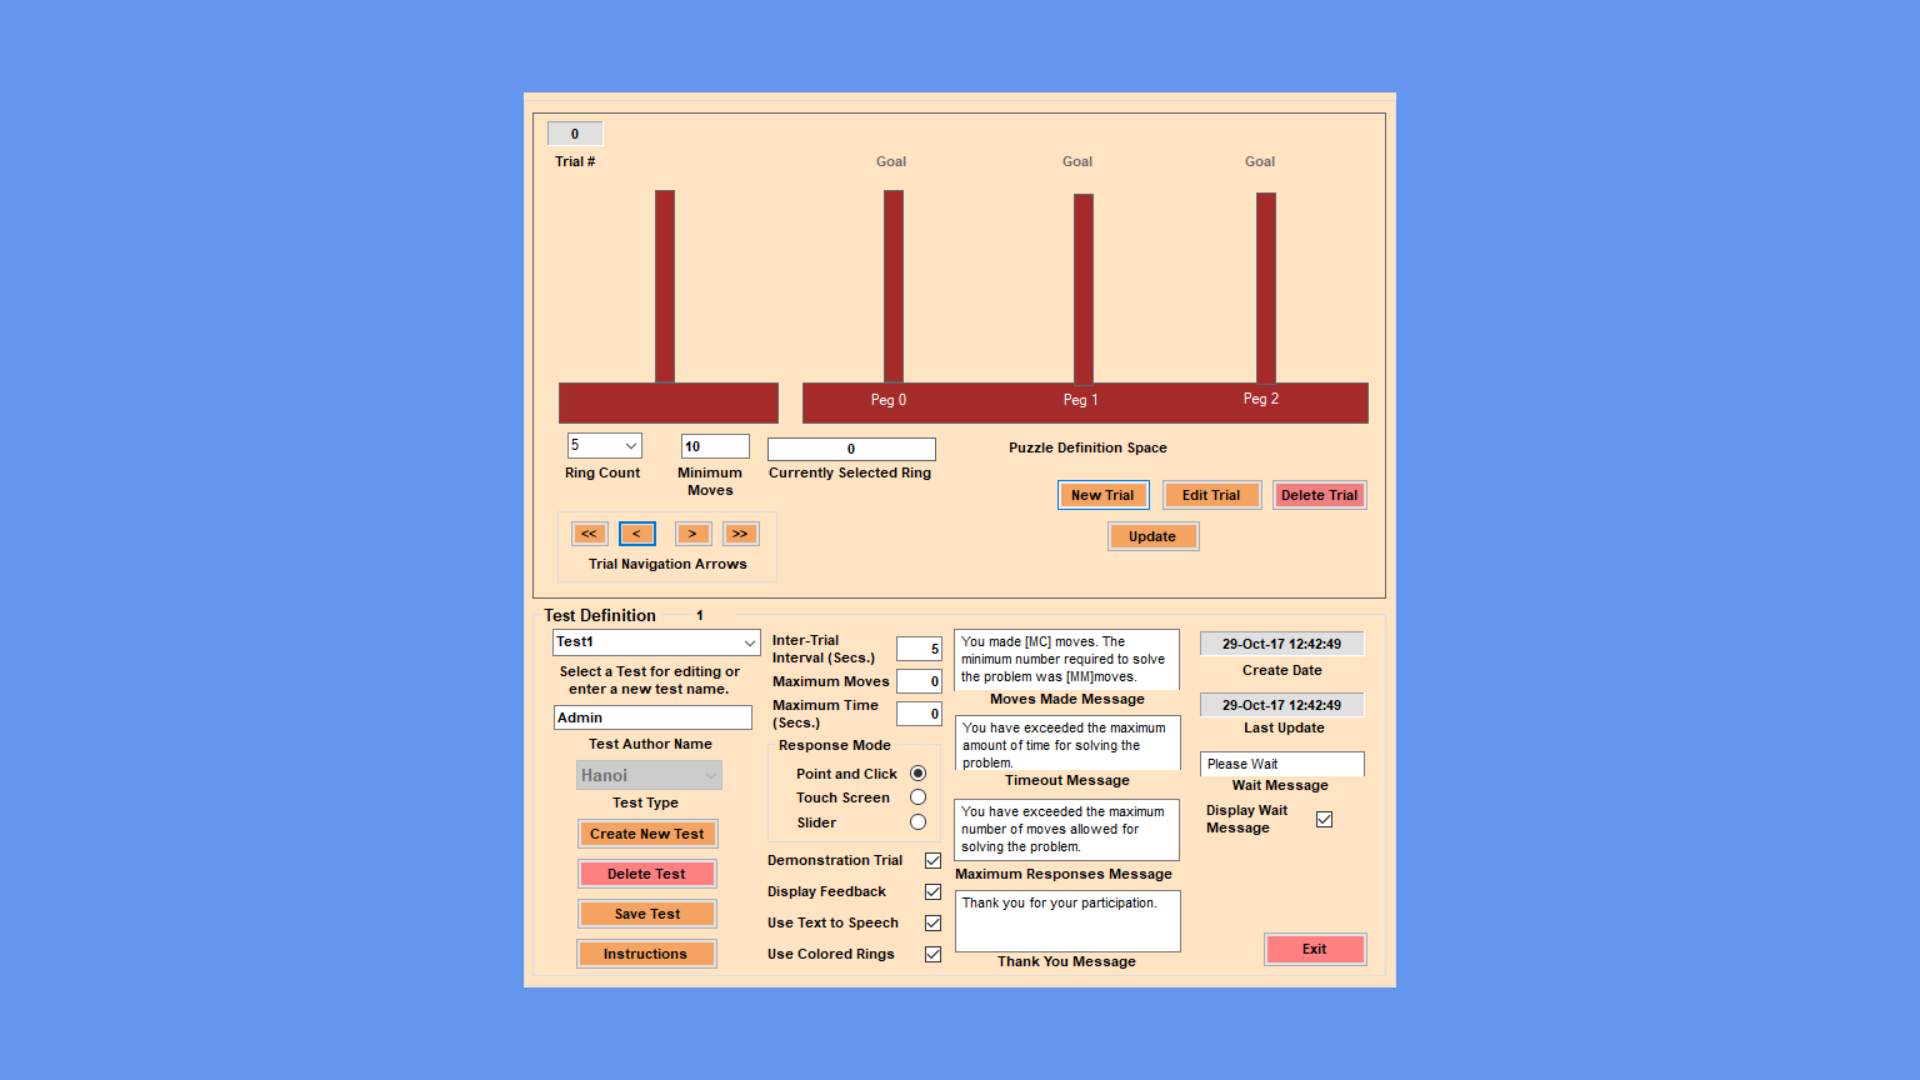 0
Trial #
Goal
Goal
Goal
Peg 0
Peg 1
Peg 2
5
Ring Count
10
Minimum
Moves
0
Currently Selected Ring
Puzzle Definition Space
New Trial
Edit Trial
Delete Trial
Update
<<
<
>
>>
Trial Navigation Arrows
Test Definition
1
Test1
Select a Test for editing or
enter a new test name.
Admin
Test Author Name
Hanoi
Test Type
Create New Test
Delete Test
Save Test
Instructions
Inter-Trial
Interval (Secs.)
5
Maximum Moves
0
Maximum Time
(Secs.)
0
Response Mode
Point and Click
Touch Screen
Slider
Demonstration Trial
Display Feedback
Use Text to Speech
Use Colored Rings
You made [MC] moves. The
minimum number required to solve
the problem was [MM]moves.
Moves Made Message
You have exceeded the maximum
amount of time for solving the
problem.
Timeout Message
You have exceeded the maximum
number of moves allowed for
solving the problem.
Maximum Responses Message
Thank you for your participation.
Thank You Message
29-Oct-17 12:42:49
Create Date
29-Oct-17 12:42:49
Last Update
Please Wait
Wait Message
Display Wait
Message
Exit